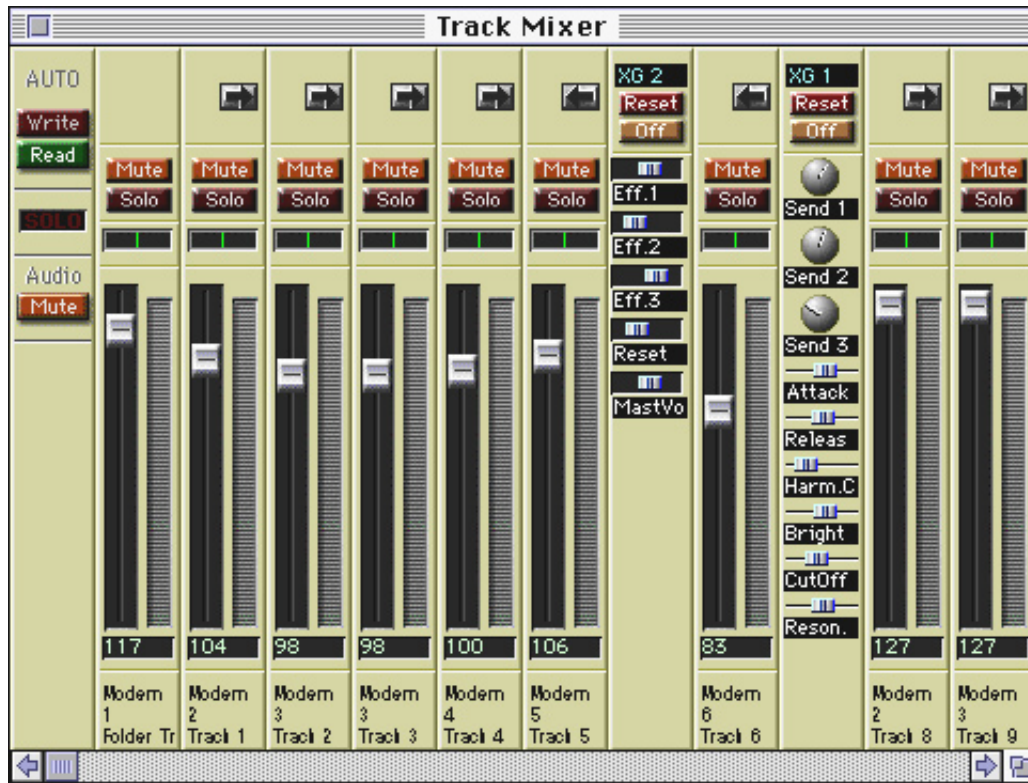 Track Mixer
AUTO
Write
Read
SOLO
Audio
Mute
Mute
Solo
117
Modem
1
Folder Tr
Mute
Solo
104
Modem
2
Track 1
Mute
Solo
98
Modem
3
Track 2
Mute
Solo
98
Modem
3
Track 3
Mute
Solo
100
Modem
4
Track 4
Mute
Solo
106
Modem
5
Track 5
XG 2
Reset
Off
Eff.1
Eff.2
Eff.3
Reset
MastVo
Mute
Solo
83
Modem
6
Track 6
XG 1
Reset
Off
Send 1
Send 2
Send 3
Attack
Releas
Harm.C
Bright
CutOff
Reson.
Mute
Solo
127
Modem
2
Track 8
Mute
Solo
127
Modem
3
Track 9